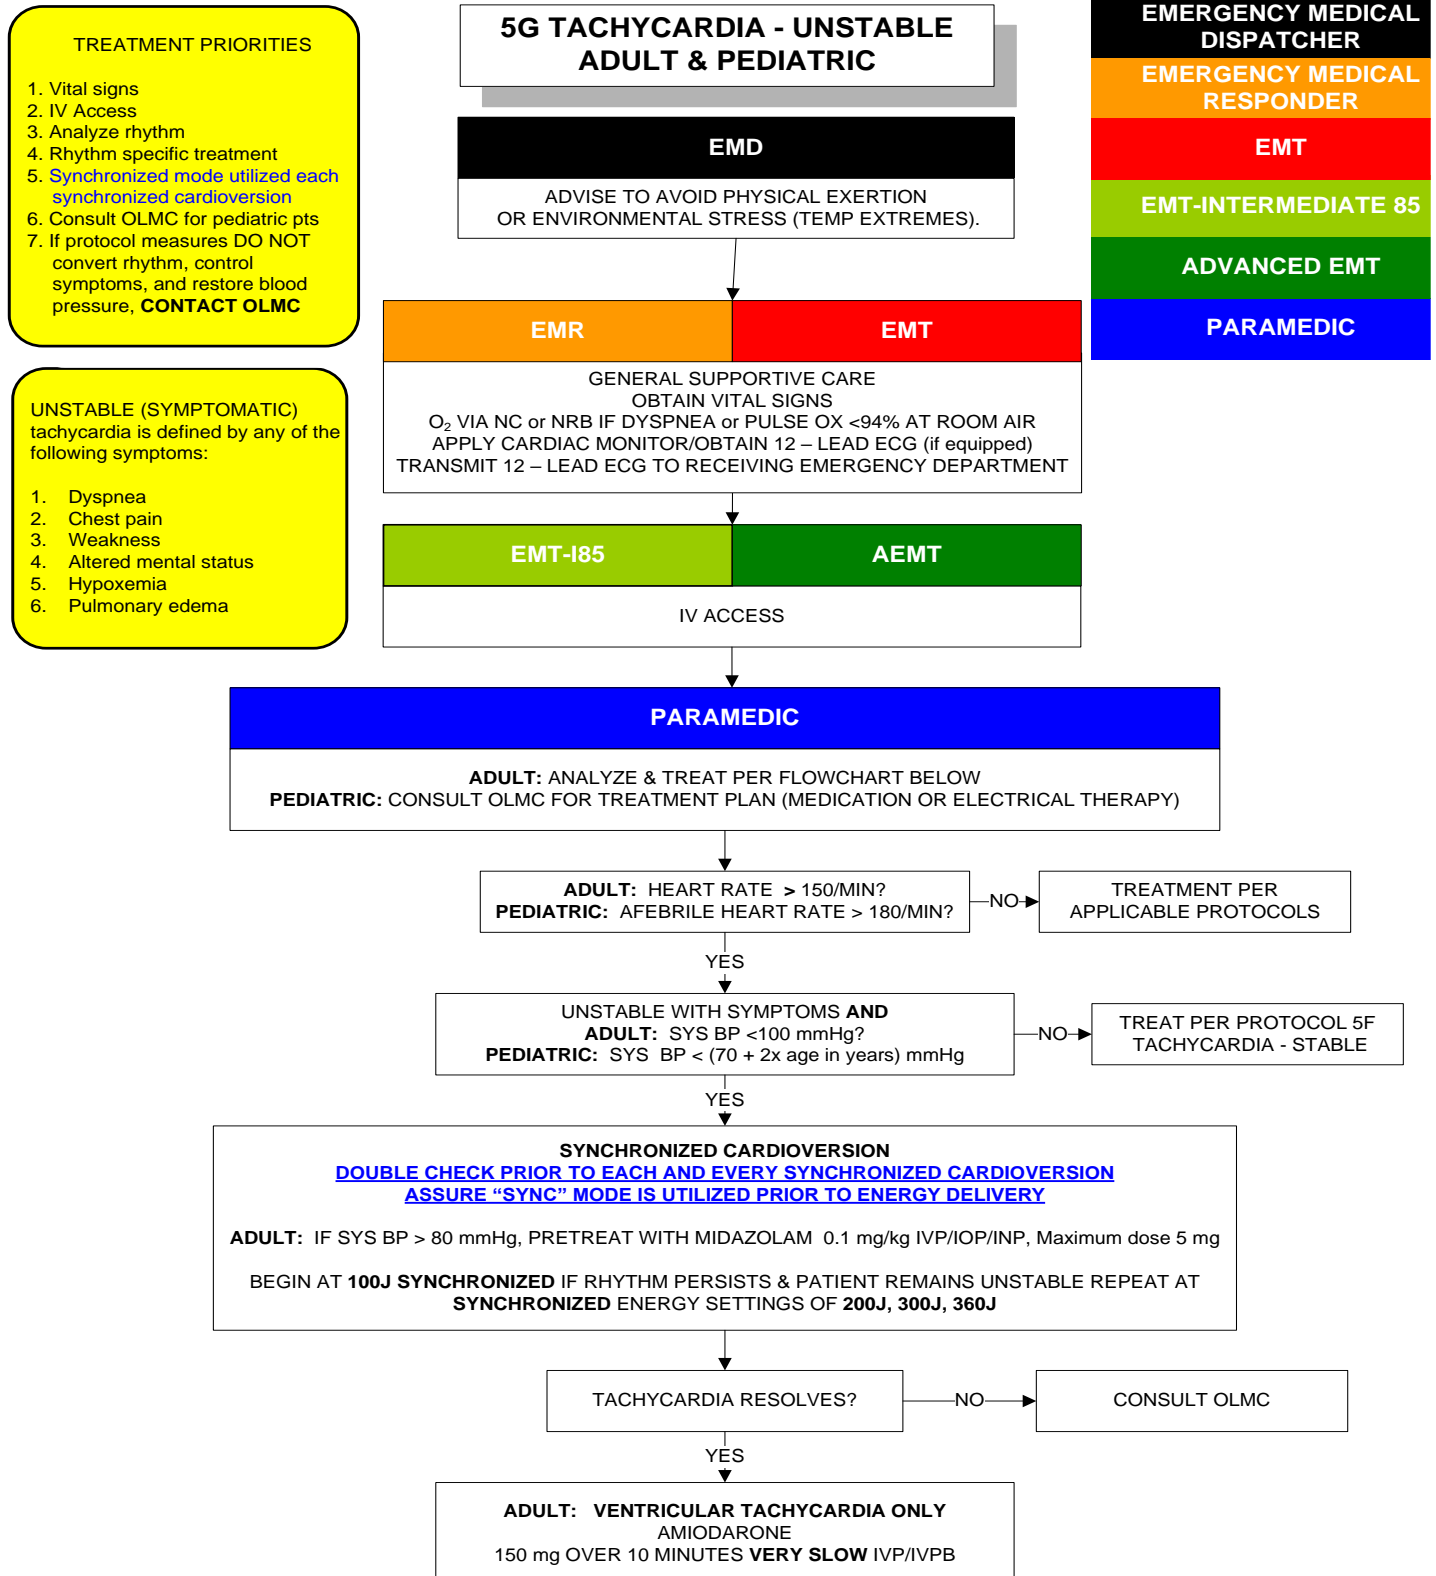 TREATMENT PRIORITIES
1. Vital signs
2. IV Access
3. Analyze rhythm
4. Rhythm specific treatment
5. Synchronized mode utilized each
synchronized cardioversion
6. Consult OLMC for pediatric pts
7. If protocol measures DO NOT
convert rhythm, control
symptoms, and restore blood
pressure, CONTACT OLMC
UNSTABLE (SYMPTOMATIC)
tachycardia is defined by any of the
following symptoms:
1. Dyspnea
2. Chest pain
3. Weakness
4. Altered mental status
5. Hypoxemia
6. Pulmonary edema
5G TACHYCARDIA - UNSTABLE
ADULT & PEDIATRIC
EMERGENCY MEDICAL
DISPATCHER
EMERGENCY MEDICAL
RESPONDER
EMT
EMT-INTERMEDIATE 85
ADVANCED EMT
PARAMEDIC
EMD
ADVISE TO AVOID PHYSICAL EXERTION
OR ENVIRONMENTAL STRESS (TEMP EXTREMES).
EMR
EMT
GENERAL SUPPORTIVE CARE
OBTAIN VITAL SIGNS
O₂ VIA NC or NRB IF DYSPNEA or PULSE OX <94% AT ROOM AIR
APPLY CARDIAC MONITOR/OBTAIN 12 – LEAD ECG (if equipped)
TRANSMIT 12 – LEAD ECG TO RECEIVING EMERGENCY DEPARTMENT
EMT-I85
AEMT
IV ACCESS
PARAMEDIC
ADULT: ANALYZE & TREAT PER FLOWCHART BELOW
PEDIATRIC: CONSULT OLMC FOR TREATMENT PLAN (MEDICATION OR ELECTRICAL THERAPY)
ADULT: HEART RATE > 150/MIN?
PEDIATRIC: AFEBRILE HEART RATE > 180/MIN?
NO
TREATMENT PER
APPLICABLE PROTOCOLS
YES
UNSTABLE WITH SYMPTOMS AND
ADULT: SYS BP <100 mmHg?
PEDIATRIC: SYS BP < (70 + 2x age in years) mmHg
NO
TREAT PER PROTOCOL 5F
TACHYCARDIA - STABLE
YES
SYNCHRONIZED CARDIOVERSION
DOUBLE CHECK PRIOR TO EACH AND EVERY SYNCHRONIZED CARDIOVERSION
ASSURE “SYNC” MODE IS UTILIZED PRIOR TO ENERGY DELIVERY
ADULT: IF SYS BP > 80 mmHg, PRETREAT WITH MIDAZOLAM 0.1 mg/kg IVP/IOP/INP, Maximum dose 5 mg
BEGIN AT 100J SYNCHRONIZED IF RHYTHM PERSISTS & PATIENT REMAINS UNSTABLE REPEAT AT
SYNCHRONIZED ENERGY SETTINGS OF 200J, 300J, 360J
TACHYCARDIA RESOLVES?
NO
CONSULT OLMC
YES
ADULT: VENTRICULAR TACHYCARDIA ONLY
AMIODARONE
150 mg OVER 10 MINUTES VERY SLOW IVP/IVPB